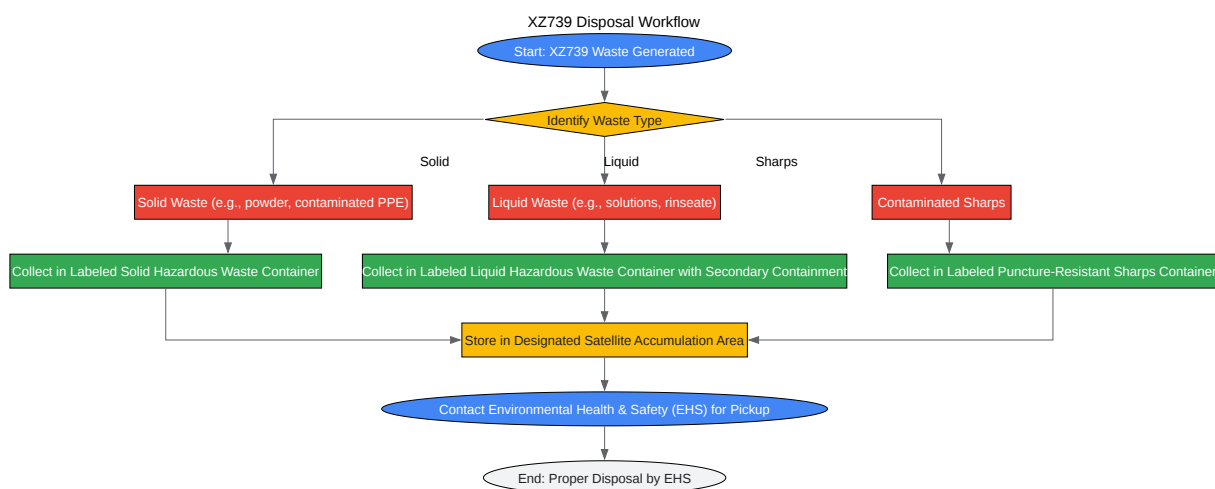 XZ739 Disposal Workflow
Start: XZ739 Waste Generated
Identify Waste Type
Solid
Liquid
Sharps
Solid Waste (e.g., powder, contaminated PPE)
Liquid Waste (e.g., solutions, rinseate)
Contaminated Sharps
Collect in Labeled Solid Hazardous Waste Container
Collect in Labeled Liquid Hazardous Waste Container with Secondary Containment
Collect in Labeled Puncture-Resistant Sharps Container
Store in Designated Satellite Accumulation Area
Contact Environmental Health & Safety (EHS) for Pickup
End: Proper Disposal by EHS